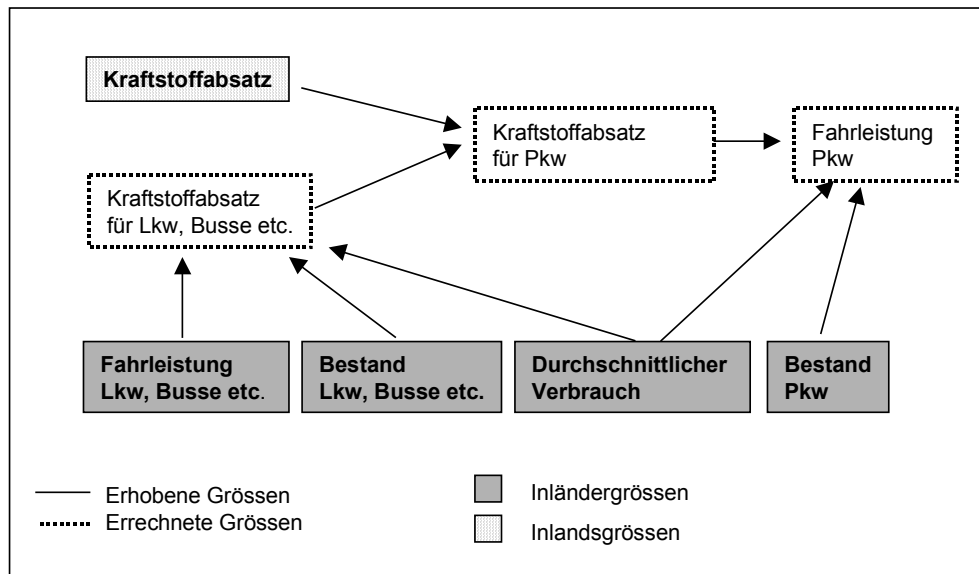 Kraftstoffabsatz
Kraftstoffabsatz
für Pkw
Fahrleistung
Pkw
Kraftstoffabsatz
für Lkw, Busse etc.
Fahrleistung
Lkw, Busse etc.
Bestand
Lkw, Busse etc.
Durchschnittlicher
Verbrauch
Bestand
Pkw
Erhobene Grössen
Errechnete Grössen
Inländergrössen
Inlandsgrössen